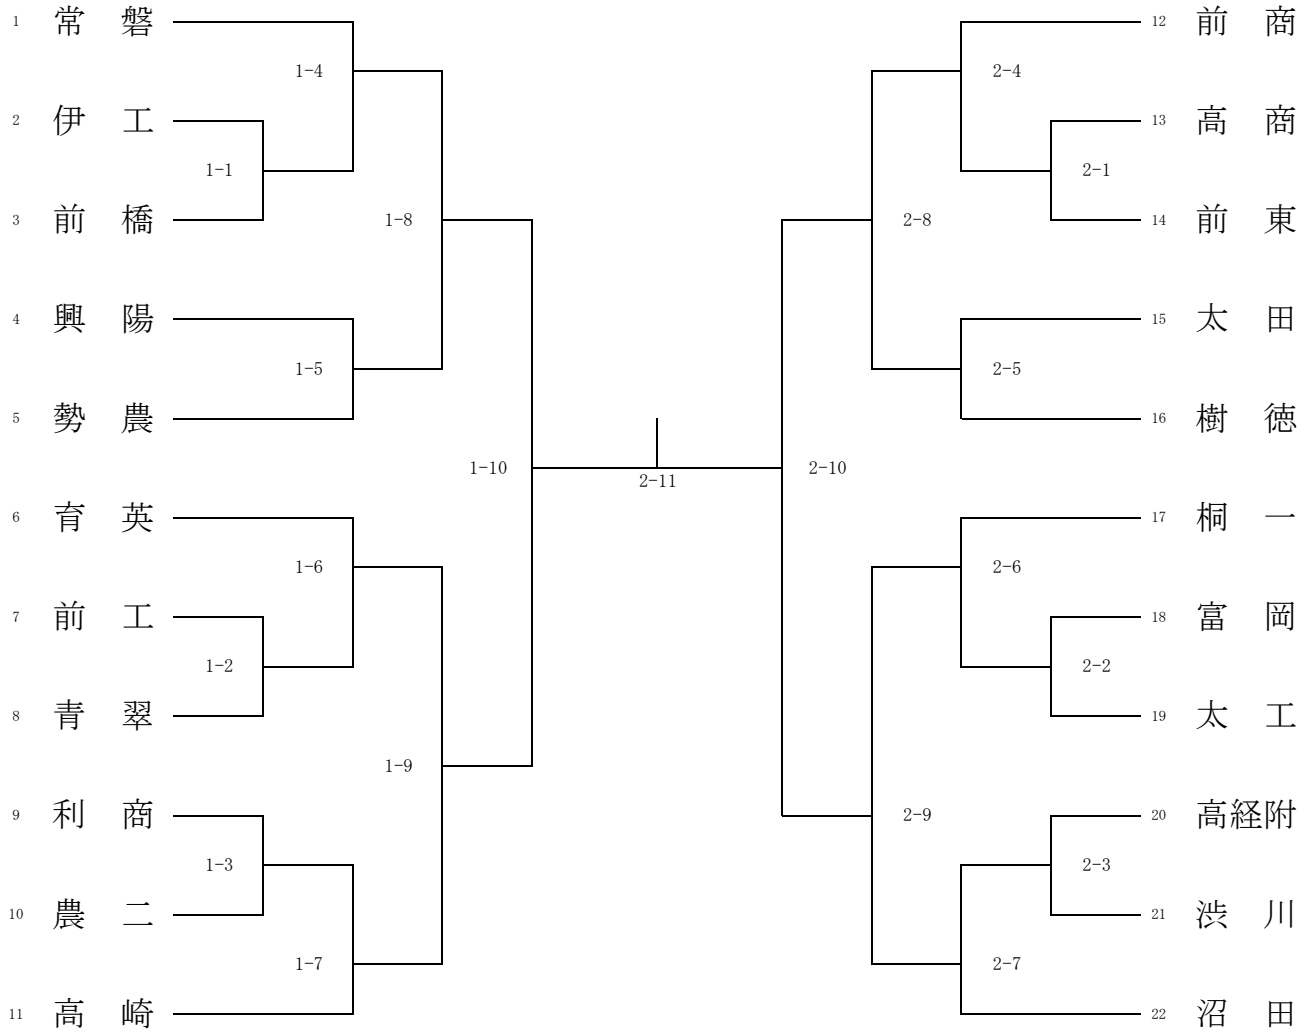 1 常磐 12 前商
1-4 2-4
2 伊工 13 高商
1-1 2-1
3 前橋 1-8 2-8 14 前東
4 興陽 15 太田
1-5 2-5
5 勢農 16 樹徳
1-10 2-10
2-11
6 育英 17 桐一
1-6 2-6
7 前工 18 富岡
1-2 2-2
8 青翠 19 太工
1-9
9 利商 2-9 20 高経附
1-3 2-3
10 農二 21 渋川
1-7 2-7
11 高崎 22 沼田